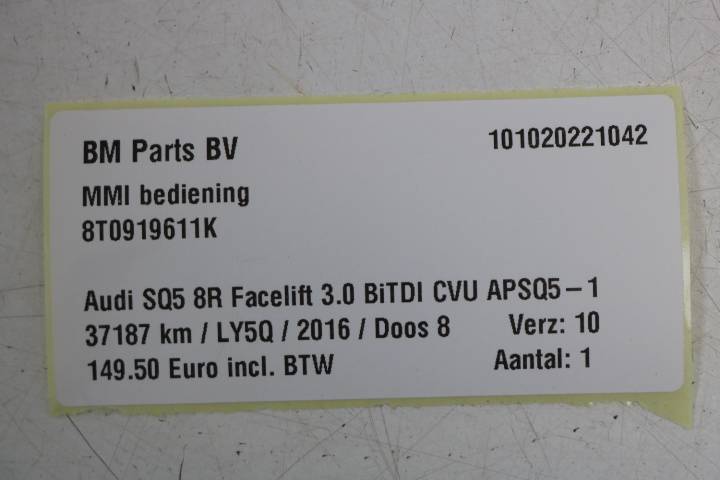 BM Parts BV 101020221042
MMI bediening
8T0919611K
Audi SQ5 8R Facelift 3.0 BiTDI CVU APSQ5-1
37187 km / LY5Q / 2016 / Doos 8 Verz: 10
149.50 Euro incl. BTW Aantal: 1